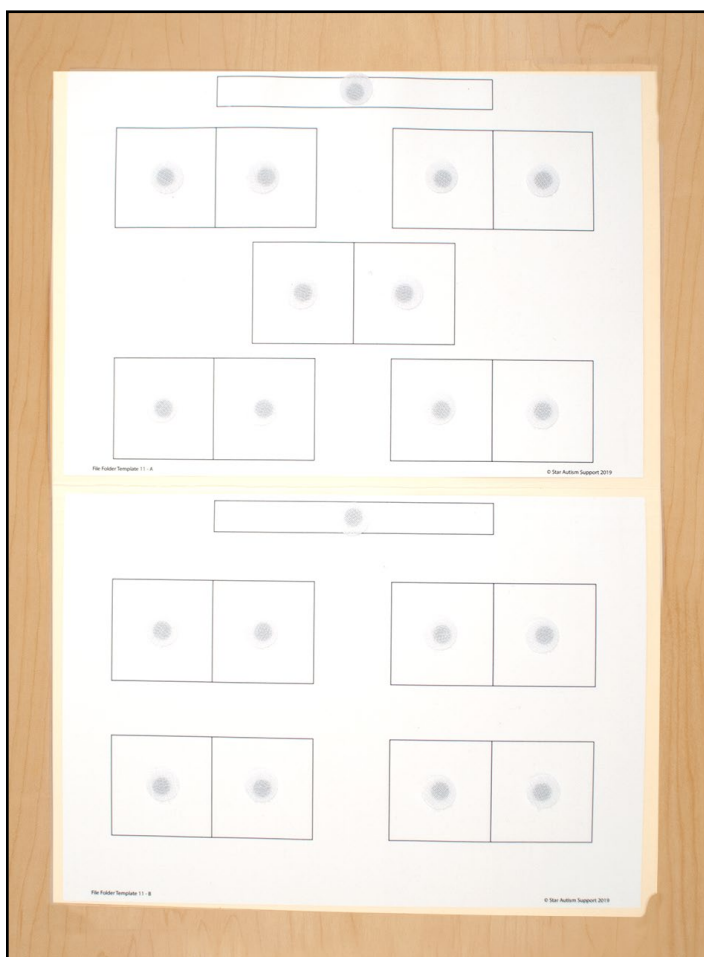 File Folder Template 11 - A
© Star Autism Support 2019
File Folder Template 11 - B
© Star Autism Support 2019